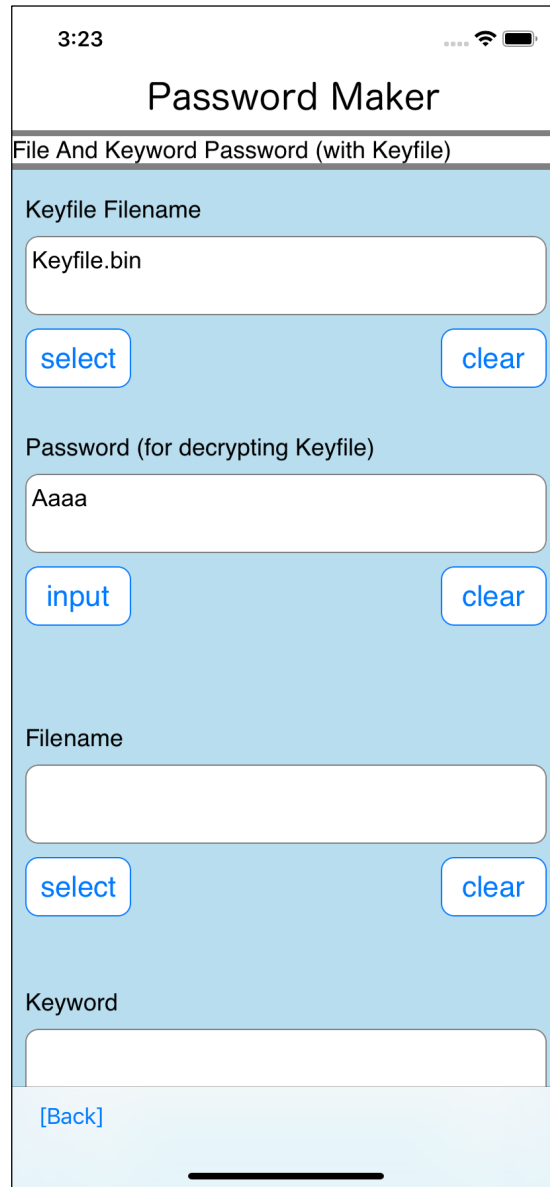 3:23
Password Maker
File And Keyword Password (with Keyfile)
Keyfile Filename
Keyfile.bin
select clear
Password (for decrypting Keyfile)
Aaaa
input clear
Filename
select clear
Keyword
[Back]